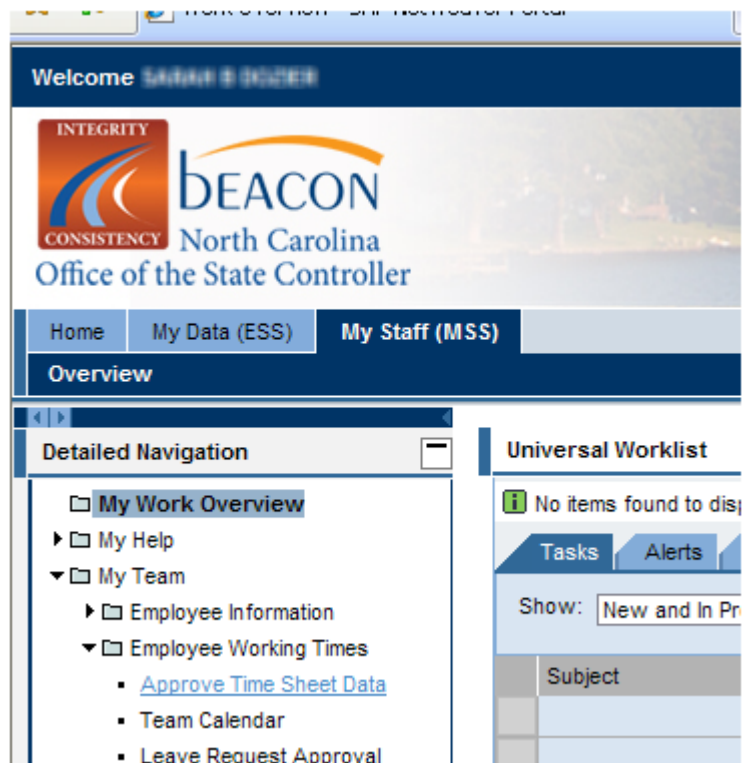 Welcome
INTEGRITY
CONSISTENCY
bEACON
North Carolina
Office of the State Controller
Home My Data (ESS) My Staff (MSS)
Overview
Detailed Navigation
My Work Overview
My Help
My Team
Employee Information
Employee Working Times
Approve Time Sheet Data
Team Calendar
Leave Request Approval
Universal Worklist
No items found to disp
Tasks Alerts
Show: New and In Pr
Subject